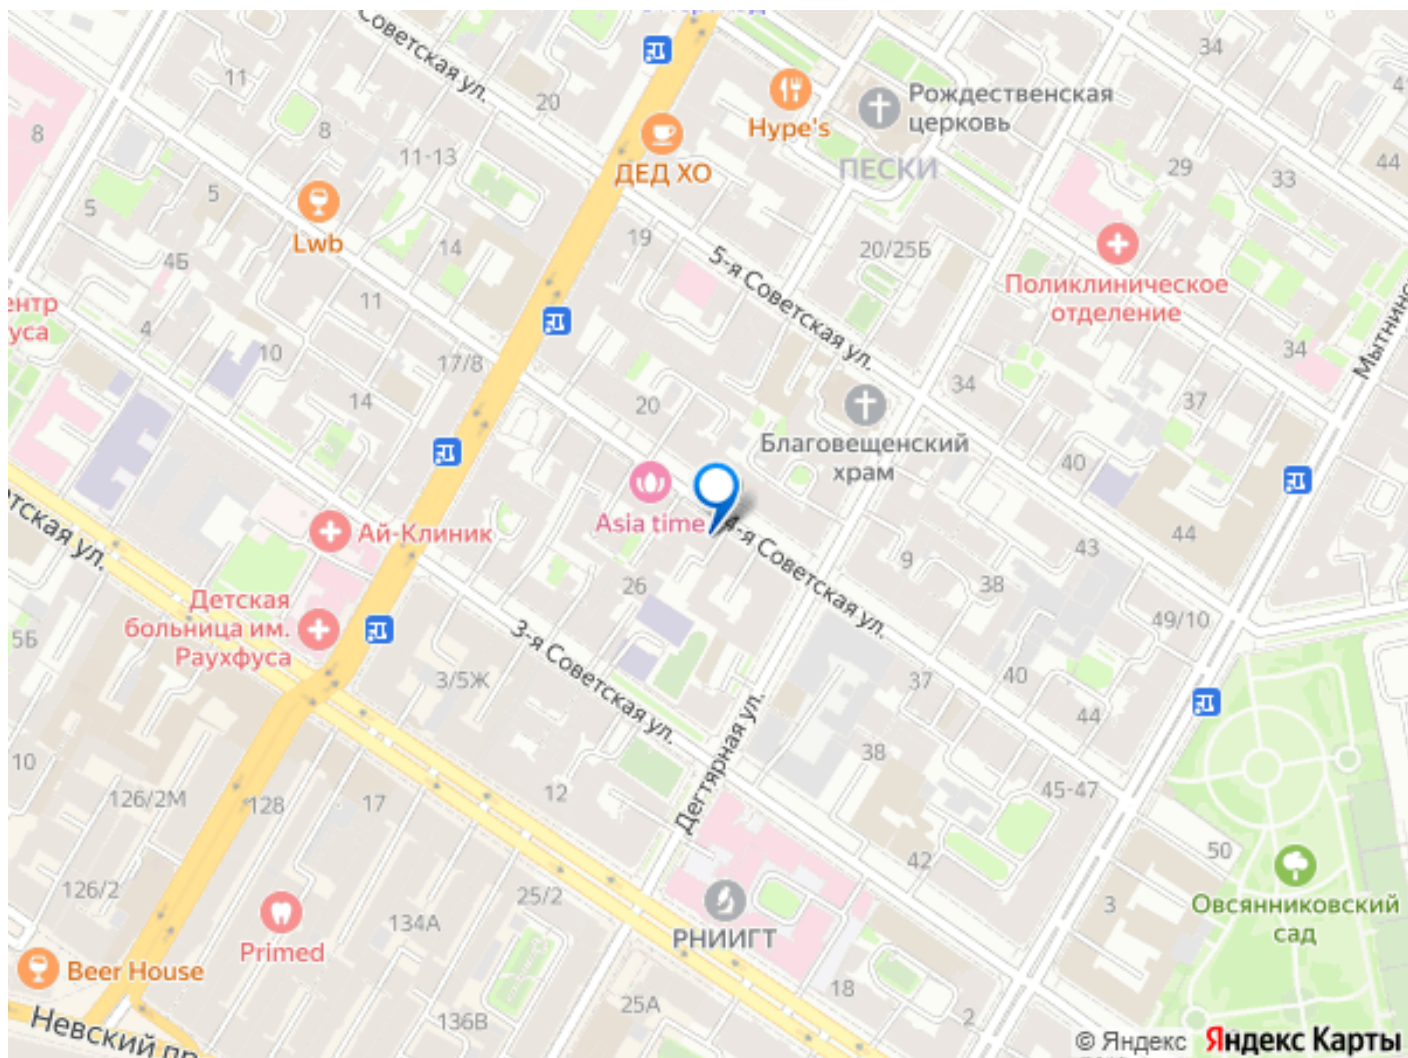 Советская ул.
34
11
20
8
Hype's
Рождественская
церковь
8
11-13
ДЕД ХО
ПЕСКИ
29
33
44
5
5
Lwb
14
19
20/25Б
4Б
5-я Советская ул.
Поликлиническое
отделение
11
4
10
17/8
34
34
Мытнинс
14
20
37
Благовещенский
храм
40
Asia time
4-я Советская ул.
Ай-Клиник
44
43
9
38
26
Детская
больница им.
Раухфуса
49/10
5Б
3-я Советская ул.
3/5Ж
37
40
44
Дегтярная ул.
38
10
126/2М
128
17
12
45-47
42
50
126/2
25/2
134А
3
Овсянниковский
сад
РНИИГТ
Primed
Beer House
18
25А
136В
2
Невский пр
© Яндекс Яндекс Карты